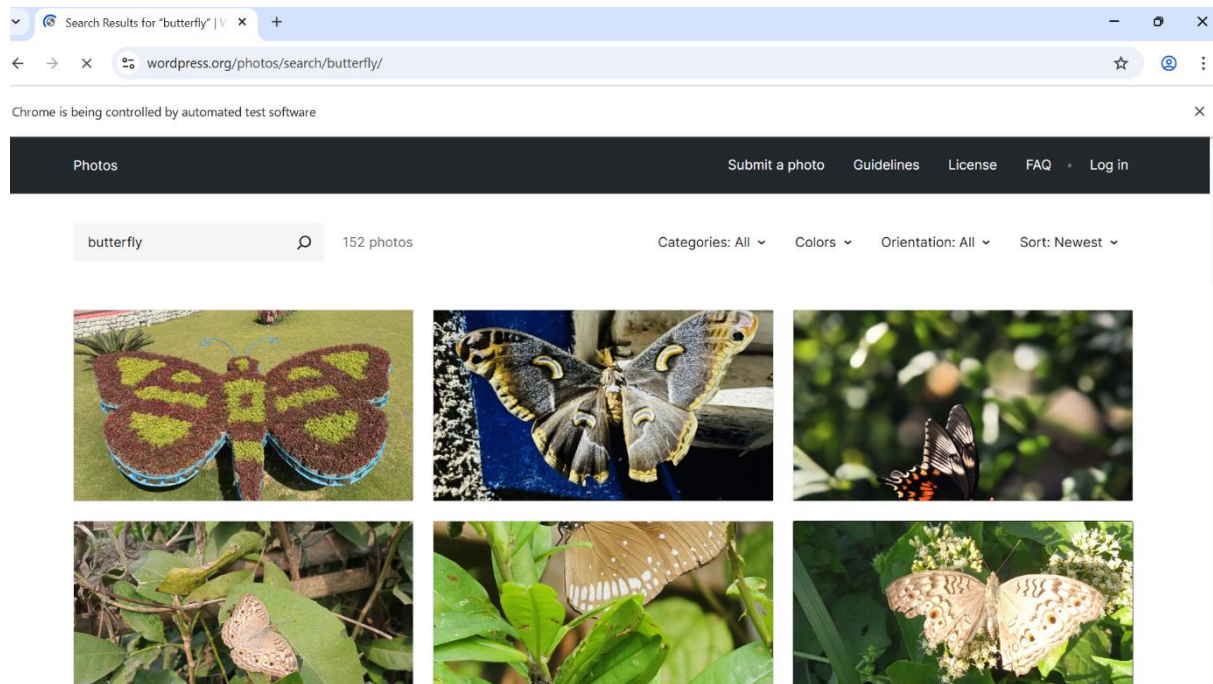 Search Results for "butterfly" | W
wordpress.org/photos/search/butterfly/
Chrome is being controlled by automated test software
Photos Submit a photo Guidelines License FAQ • Log in
butterfly 152 photos Categories: All Colors Orientation: All Sort: Newest